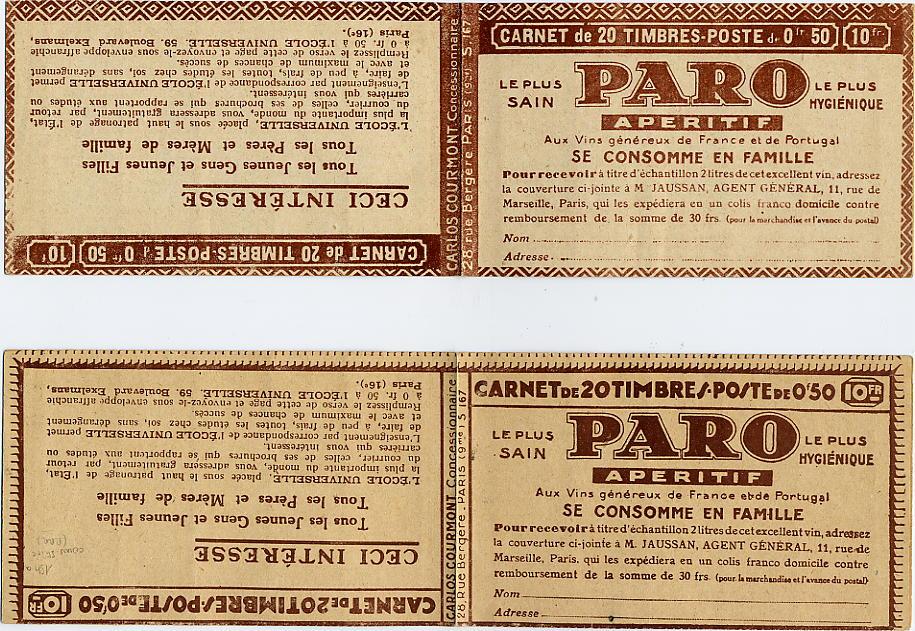 CARNET de 20 TIMBRES-POSTE d. 0fr 50 10fr
LE PLUS SAIN
PARO
LE PLUS HYGIÉNIQUE
APERITIF
Aux Vins généreux de France et de Portugal
SE CONSOMME EN FAMILLE
Pour recevoir à titre d'échantillon 2 litres de cet excellent vin, adressez
la couverture ci-jointe à M. JAUSSAN, AGENT GÉNÉRAL, 11, rue de
Marseille, Paris, qui les expédiera en un colis franco domicile contre
remboursement de la somme de 30 frs. (pour la marchandise et l'avance du postal)
Nom
Adresse
CARLOS COURMONT Concessionnaire
28, rue Bergère. PARIS (9e) S. 167
CARNET de 20 TIMBRES-POSTE à 0fr 50 10fr
CECI INTÉRESSE
Tous les Jeunes Gens et Jeunes Filles
Tous les Pères et Mères de famille
L'ÉCOLE UNIVERSELLE, placée sous le haut patronage de l'État,
la plus importante du monde, vous adressera gratuitement, par retour
du courrier, celles de ses brochures qui se rapportent aux études ou
carrières qui vous intéressent.
L'enseignement par correspondance de l'ÉCOLE UNIVERSELLE permet
de faire, à peu de frais, toutes les études chez soi, sans dérangement
et avec le maximum de chances de succès.
Remplissez le verso de cette page et envoyez-le sous enveloppe affranchie
à 0 fr. 50 à l'ÉCOLE UNIVERSELLE, 59, Boulevard Exelmans,
Paris (16e).
CARNET DE 20 TIMBRES-POSTE DE 0f50 10FR
LE PLUS SAIN
PARO
LE PLUS HYGIÉNIQUE
APERITIF
Aux Vins généreux de France et de Portugal
SE CONSOMME EN FAMILLE
Pour recevoir à titre d'échantillon 2 litres de cet excellent vin, adressez
la couverture ci-jointe à M. JAUSSAN, AGENT GÉNÉRAL, 11, rue de
Marseille, Paris, qui les expédiera en un colis franco domicile contre
remboursement de la somme de 30 frs. (pour la marchandise et l'avance du postal)
Nom
Adresse
CARLOS COURMONT Concessionnaire
28, Rue Bergère. PARIS (9e) S. 167
CARNET DE 20 TIMBRES-POSTE DE 0f50 10FR
CECI INTÉRESSE
Tous les Jeunes Gens et Jeunes Filles
Tous les Pères et Mères de famille
L'ÉCOLE UNIVERSELLE, placée sous le haut patronage de l'État,
la plus importante du monde, vous adressera gratuitement, par retour
du courrier, celles de ses brochures qui se rapportent aux études ou
carrières qui vous intéressent.
L'enseignement par correspondance de l'ÉCOLE UNIVERSELLE permet
de faire, à peu de frais, toutes les études chez soi, sans dérangement
et avec le maximum de chances de succès
Remplissez le verso de cette page et envoyez-le sous enveloppe affranchie
à 0 fr. 50 à l'ÉCOLE UNIVERSELLE, 59, Boulevard Exelmans,
Paris (16e).